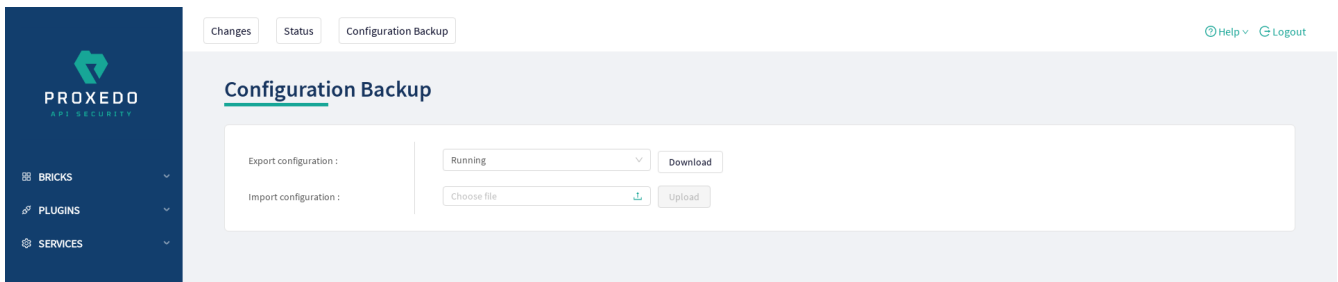 Changes Status Configuration Backup Help Logout
PROXEDO
API SECURITY
Configuration Backup
Export configuration : Running Download
Import configuration : Choose file Upload
BRICKS
PLUGINS
SERVICES